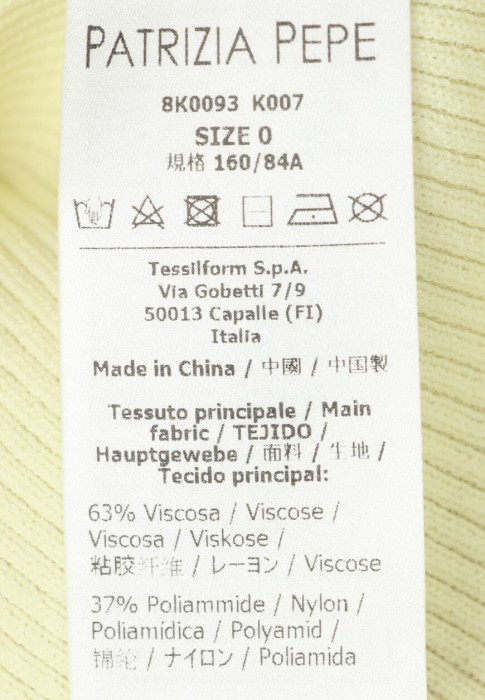 PATRIZIA PEPE
8K0093 K007
SIZE 0
規格 160/84A
Tessilform S.p.A.
Via Gobetti 7/9
50013 Capalle (FI)
Italia
Made in China / 中國 / 中国製
Tessuto principale / Main
fabric / TEJIDO /
Hauptgewebe / 面料 / 生地 /
Tecido principal:
63% Viscosa / Viscose /
Viscosa / Viskose /
粘胶纤维 / レーヨン / Viscose
37% Poliammide / Nylon /
Poliamídica / Polyamid /
锦纶 / ナイロン / Poliamida